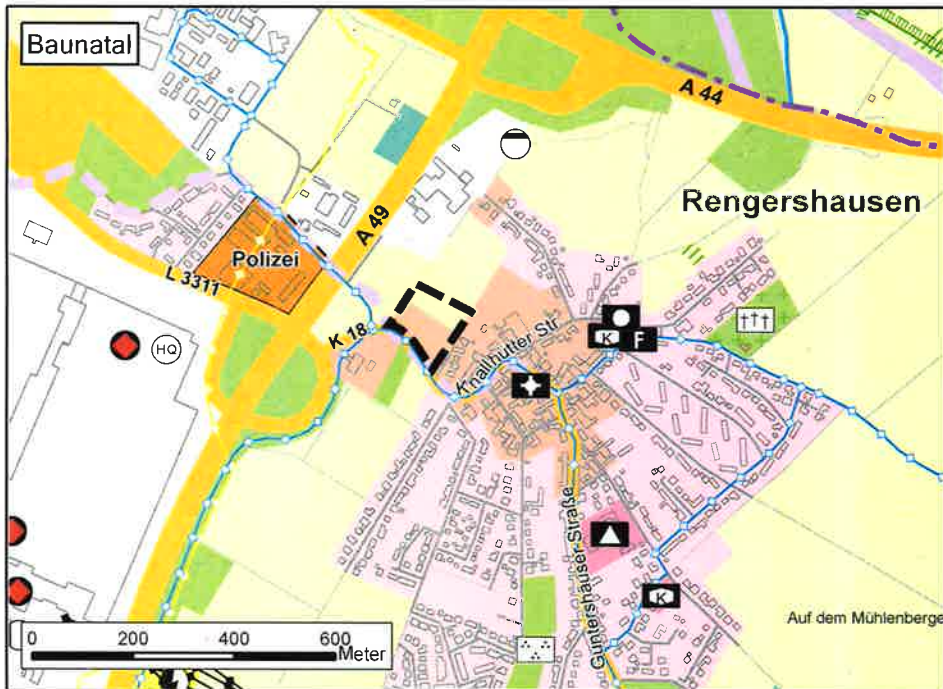 Baunatal
A 44
Rengershausen
A 49
Polizei
L 3311
K 18
HQ
Knallhütter Str
K
F
Guntershäuser Straße
K
Auf dem Mühlenberge
0 200 400 600
Meter